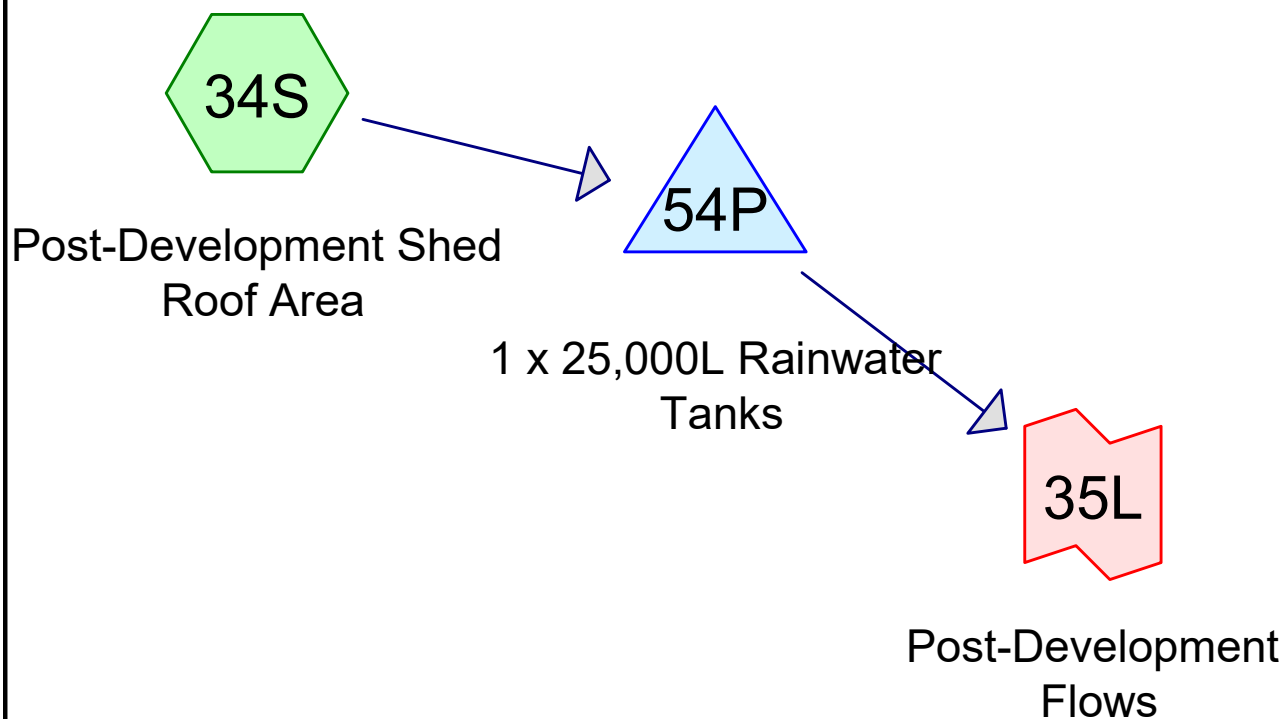 34S
Post-Development Shed
Roof Area
54P
1 x 25,000L Rainwater
Tanks
35L
Post-Development
Flows